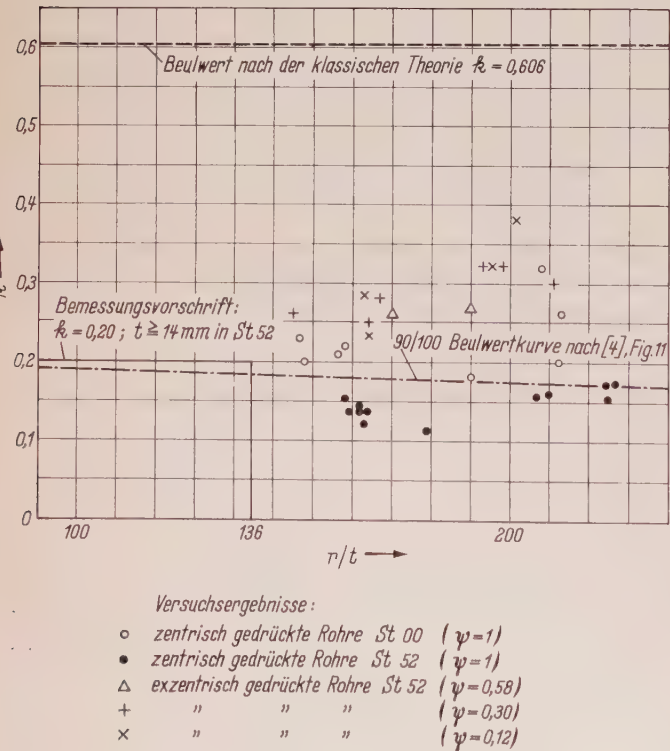 0,6
Beulwert nach der klassischen Theorie k = 0,606
0,5
0,4
0,3
k
Bemessungsvorschrift:
k = 0,20 ; t ≧ 14 mm in St 52
90/100 Beulwertkurve nach [4], Fig. 11
0,2
0,1
0
100
136
200
r/t
Versuchsergebnisse:
○ zentrisch gedrückte Rohre St 00 (ψ=1)
● zentrisch gedrückte Rohre St 52 (ψ=1)
△ exzentrisch gedrückte Rohre St 52 (ψ=0,58)
+ " " " (ψ=0,30)
× " " " (ψ=0,12)